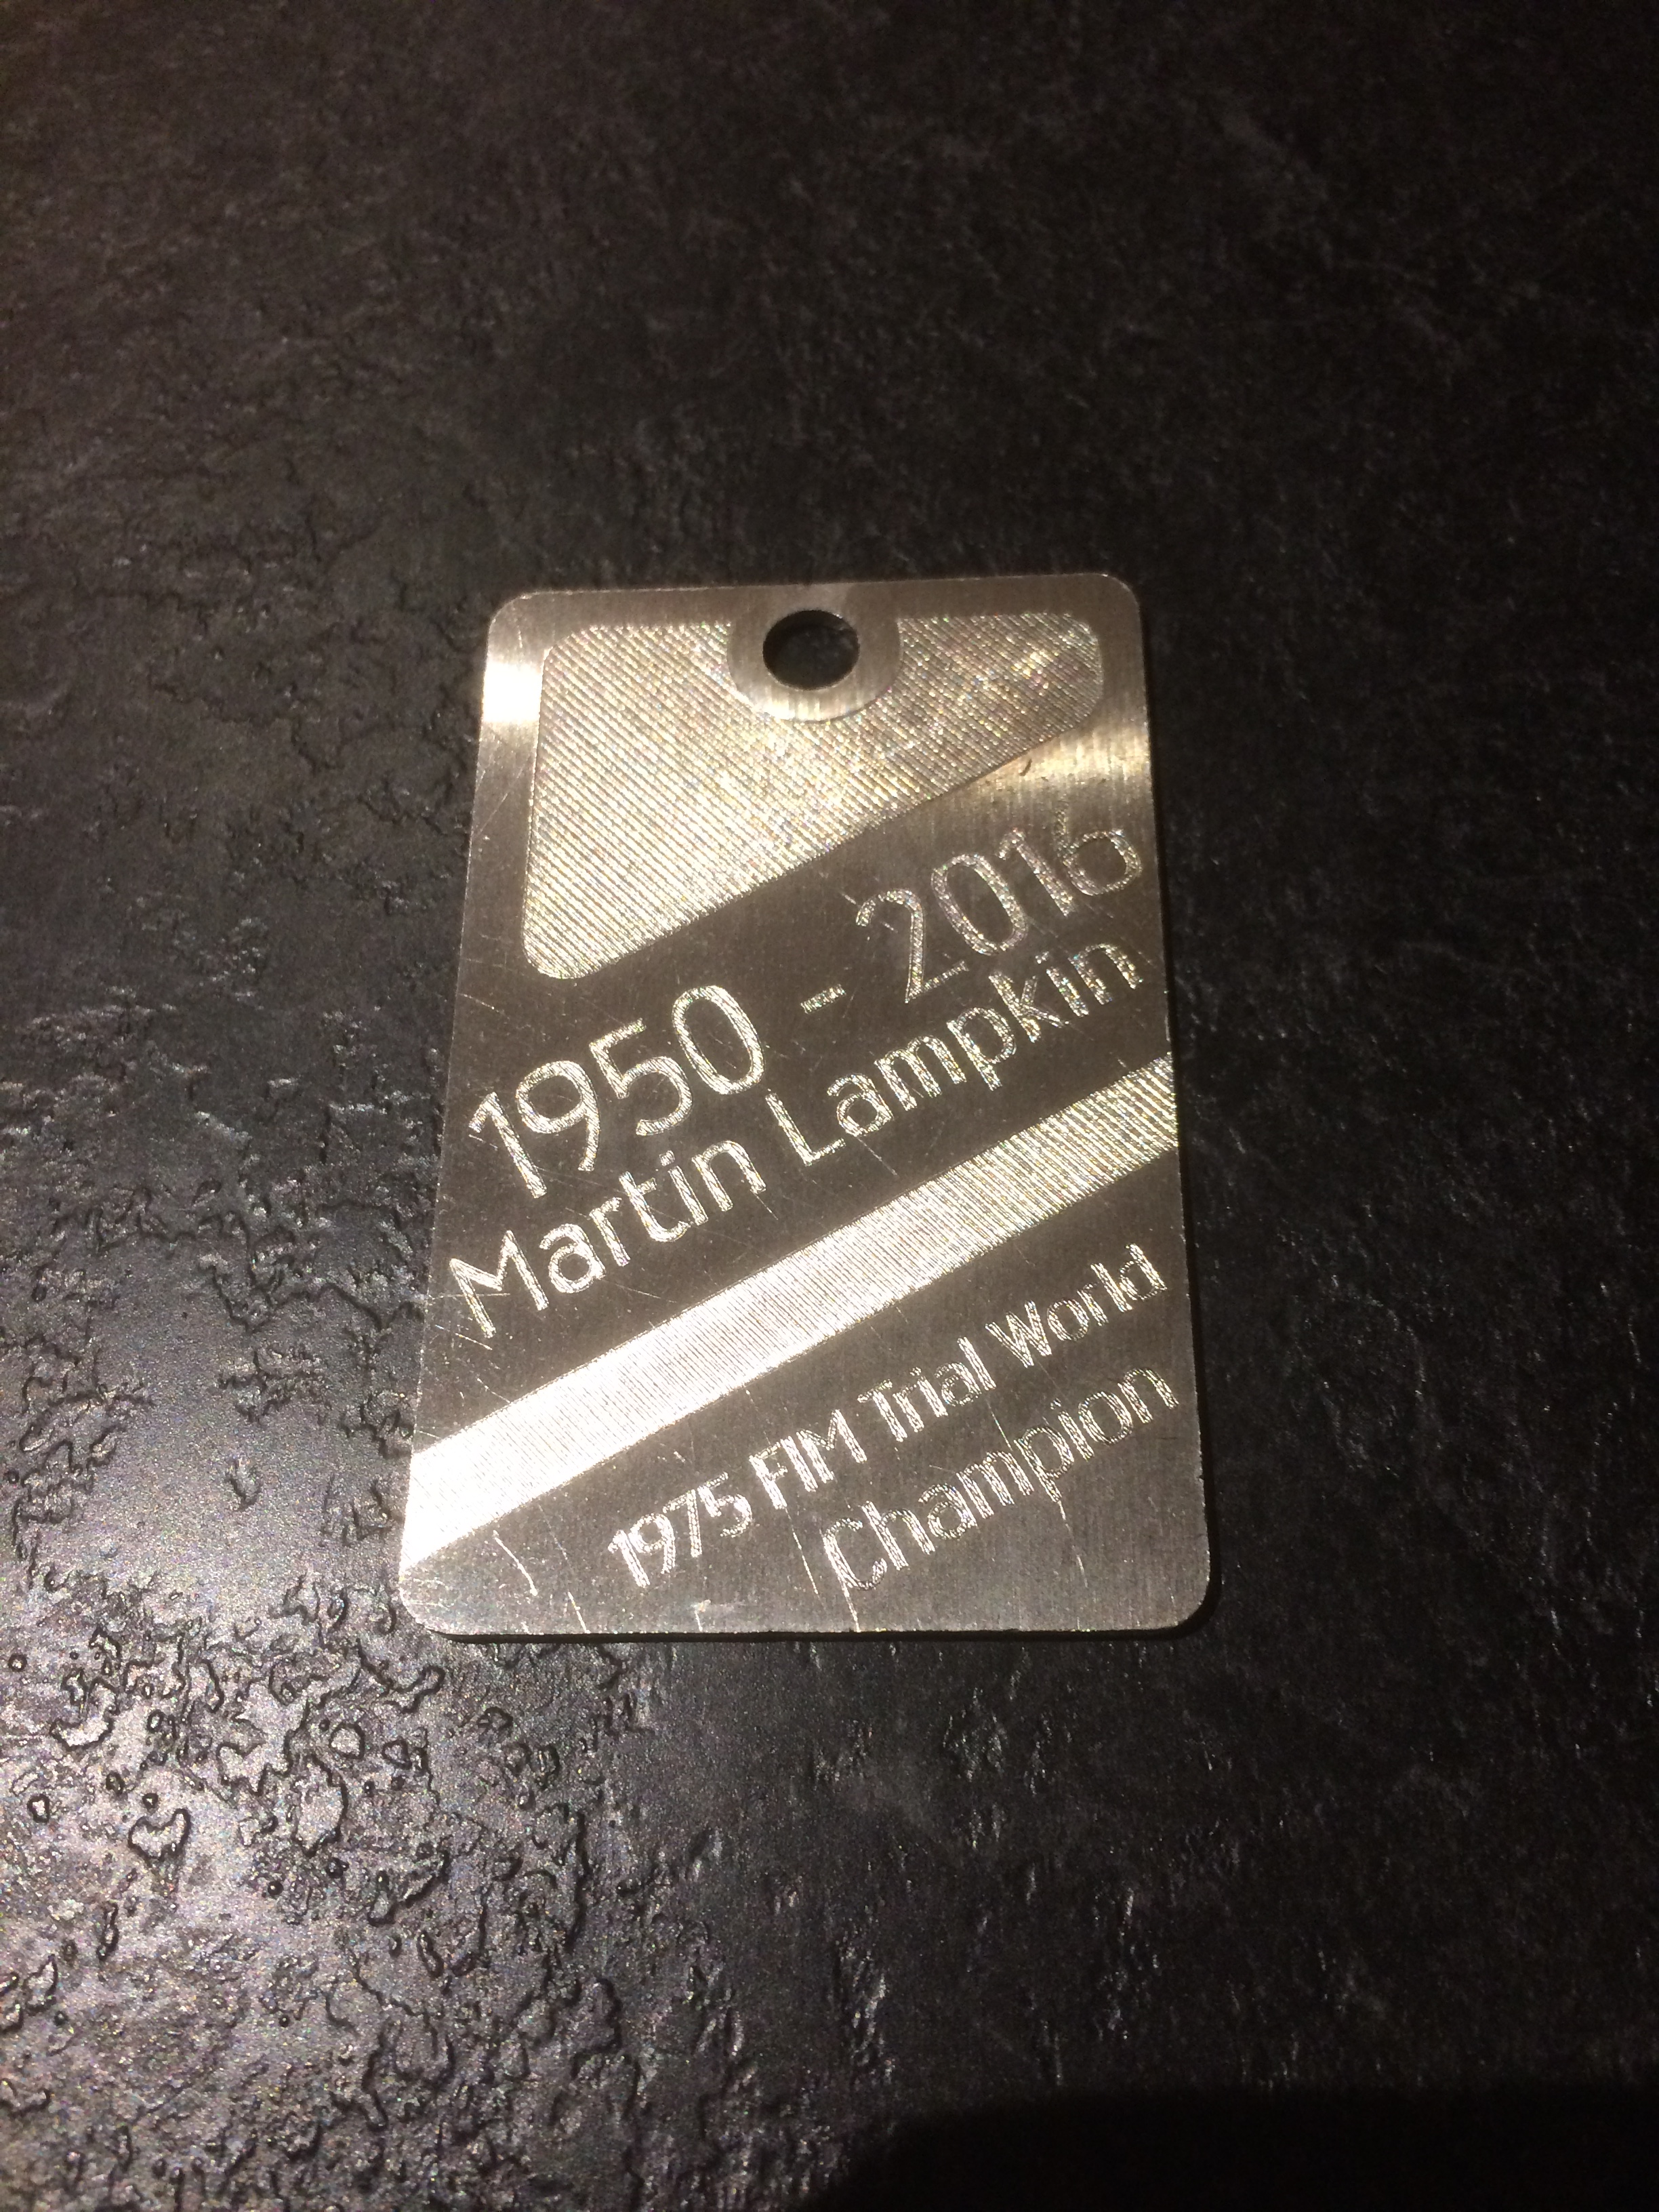 1950 - 2016
Martin Lampkin
1975 FIM Trial World
Champion